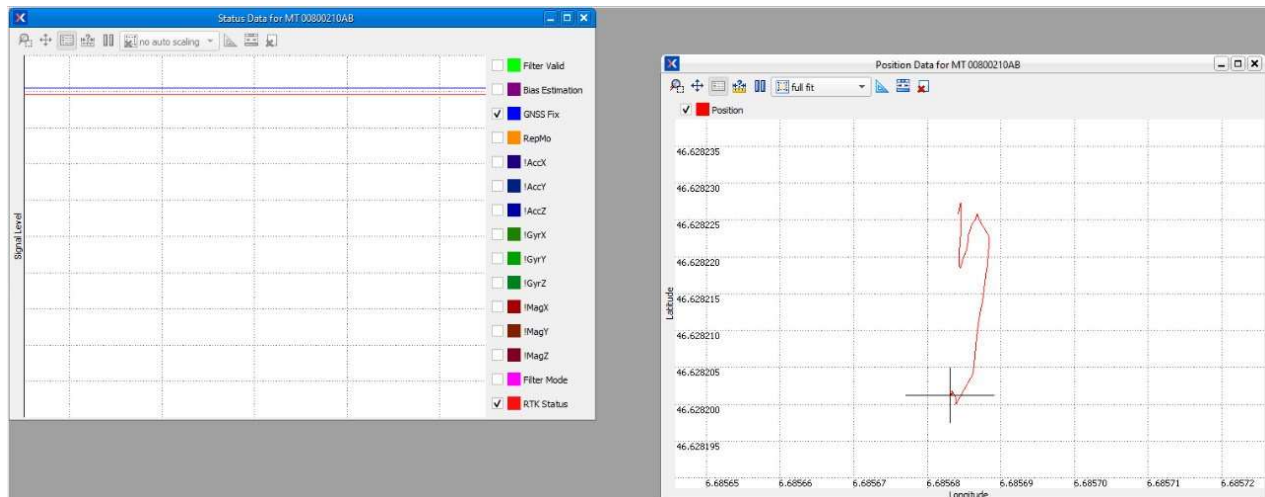 Status Data for MT 00800210AB
no auto scaling
Filter Valid
Bias Estimation
GNSS Fix
RepMo
!AccX
!AccY
!AccZ
!GyrX
!GyrY
!GyrZ
!MagX
!MagY
!MagZ
Filter Mode
RTK Status
Signal Level
Position Data for MT 00800210AB
full fit
Position
46.628235
46.628230
46.628225
46.628220
46.628215
46.628210
46.628205
46.628200
46.628195
Latitude
6.68565 6.68566 6.68567 6.68568 6.68569 6.68570 6.68571 6.68572
Longitude